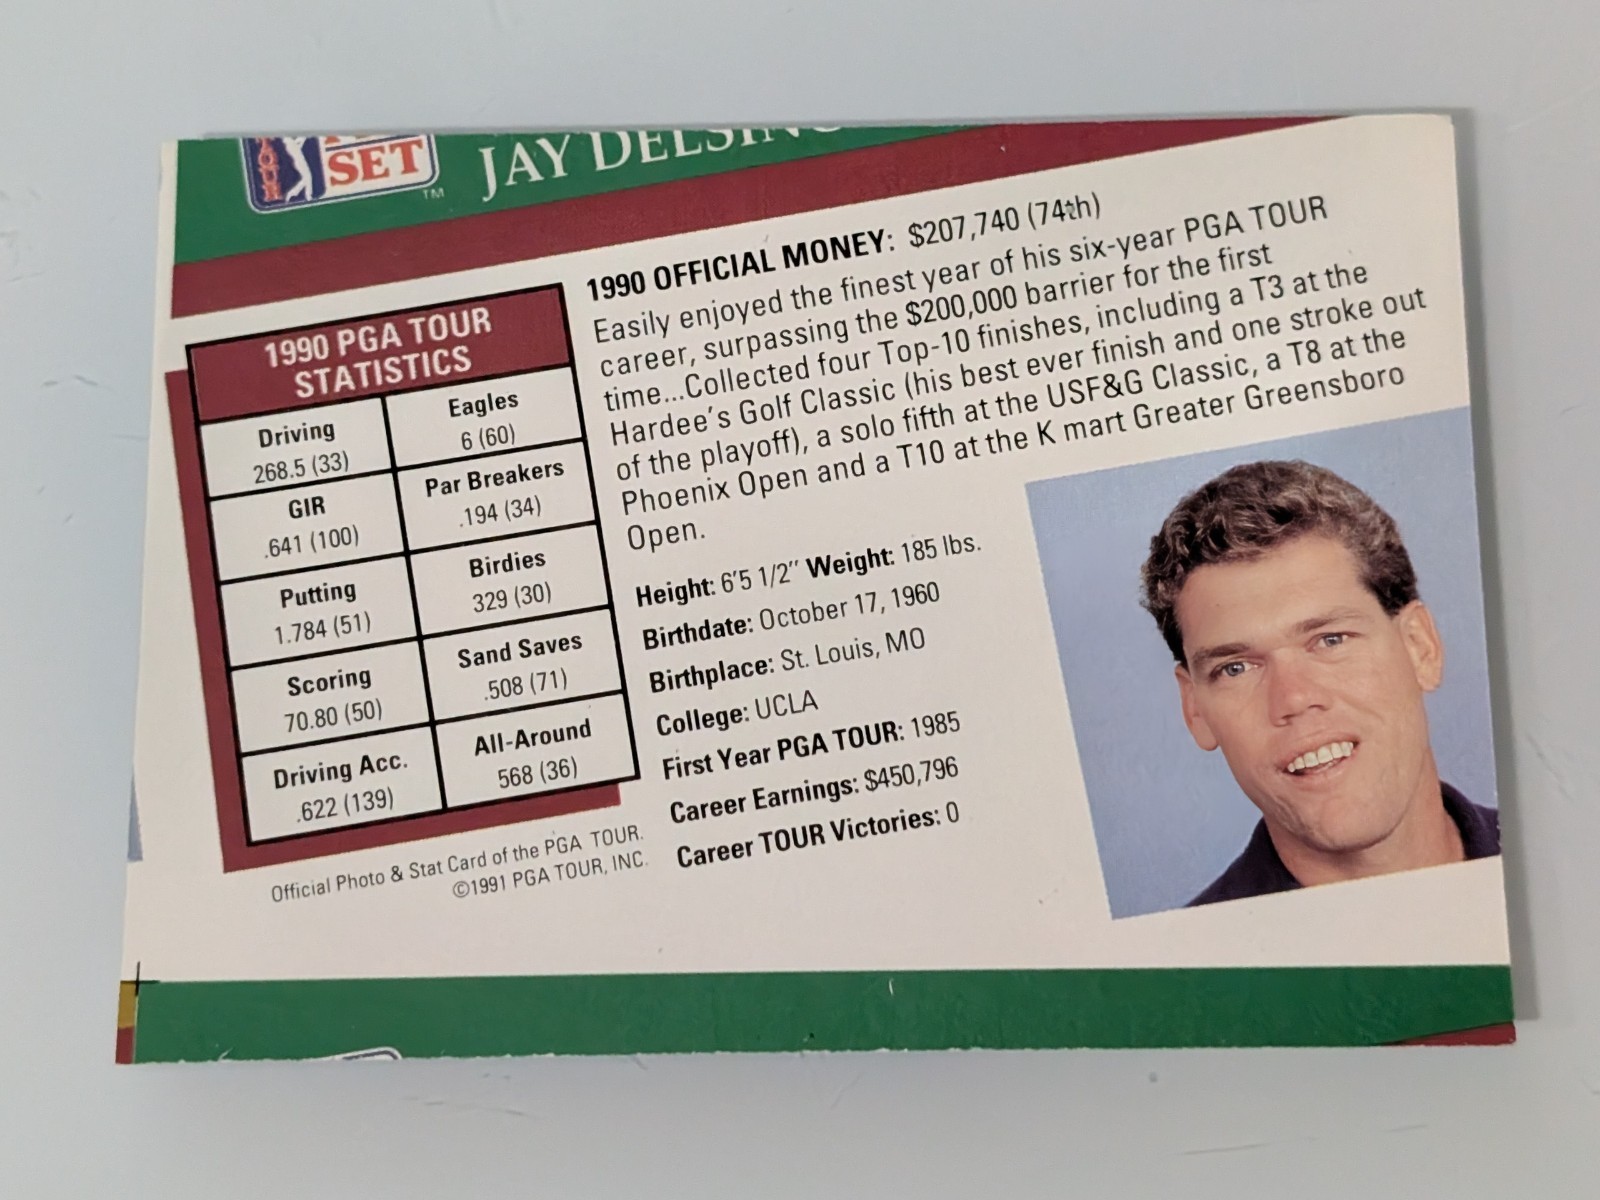 TOUR
SET
TM
JAY DELSING
1990 PGA TOUR
STATISTICS
Driving
268.5 (33)
Eagles
6 (60)
GIR
.641 (100)
Par Breakers
.194 (34)
Putting
1.784 (51)
Birdies
329 (30)
Scoring
70.80 (50)
Sand Saves
.508 (71)
Driving Acc.
.622 (139)
All-Around
568 (36)
Official Photo & Stat Card of the PGA TOUR.
©1991 PGA TOUR, INC.
1990 OFFICIAL MONEY: $207,740 (74th)
Easily enjoyed the finest year of his six-year PGA TOUR
career, surpassing the $200,000 barrier for the first
time...Collected four Top-10 finishes, including a T3 at the
Hardee's Golf Classic (his best ever finish and one stroke out
of the playoff), a solo fifth at the USF&G Classic, a T8 at the
Phoenix Open and a T10 at the K mart Greater Greensboro
Open.
Height: 6'5 1/2" Weight: 185 lbs.
Birthdate: October 17, 1960
Birthplace: St. Louis, MO
College: UCLA
First Year PGA TOUR: 1985
Career Earnings: $450,796
Career TOUR Victories: 0